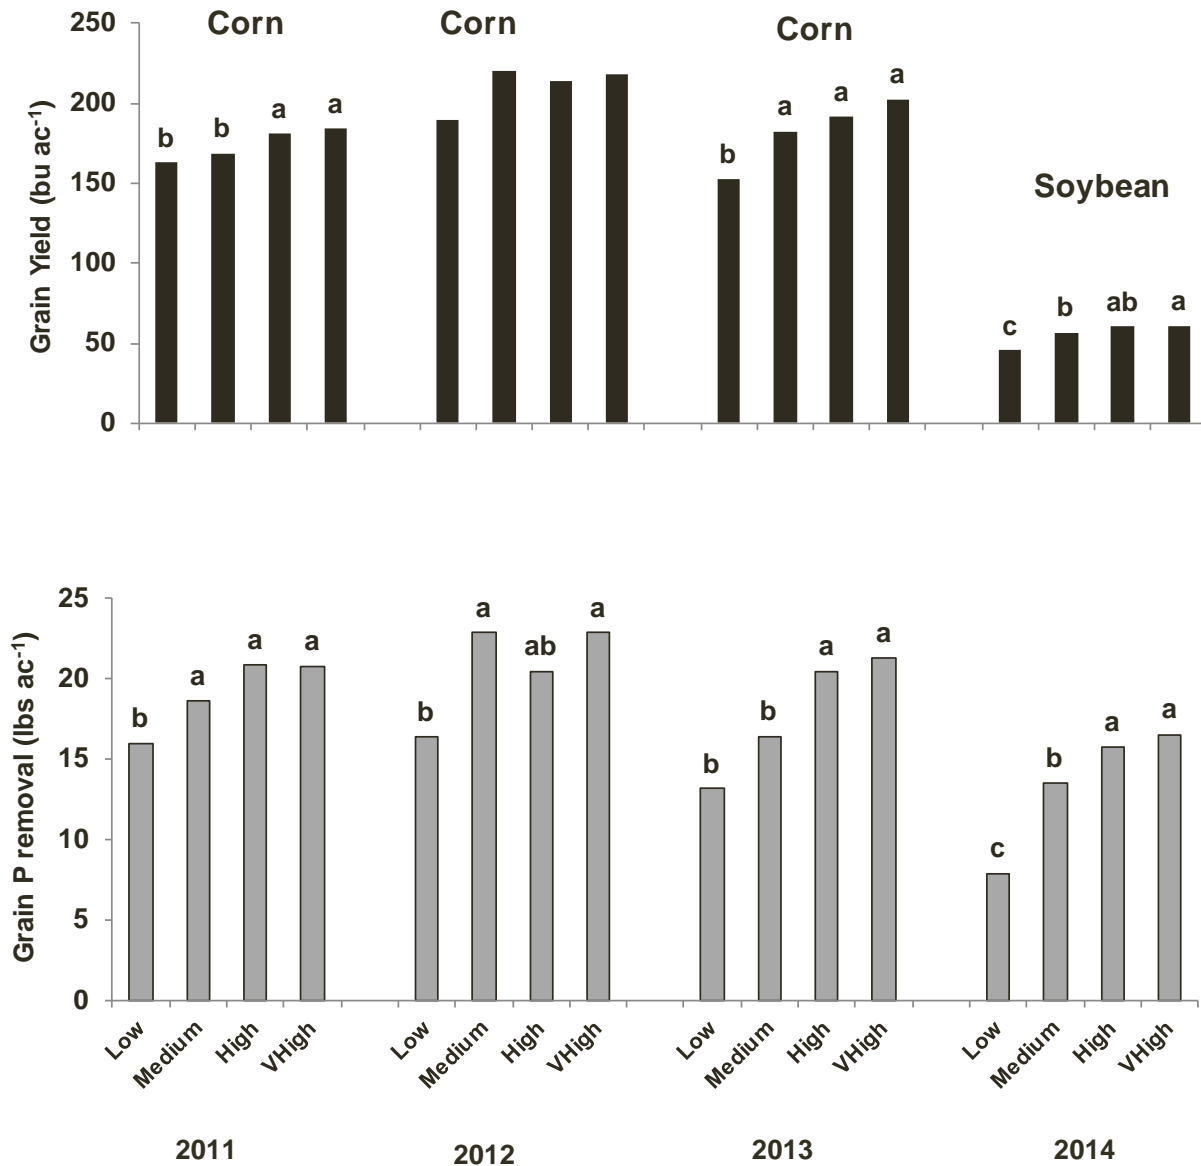 Corn Corn Corn
Soybean
Grain Yield (bu ac-1)
250
200
150
100
50
0
b b a a
b a a a
c b ab a
Grain P removal (lbs ac-1)
25
20
15
10
5
0
b a a a
b a ab a
b b a a
c b a a
Low Medium High VHigh Low Medium High VHigh Low Medium High VHigh Low Medium High VHigh
2011 2012 2013 2014